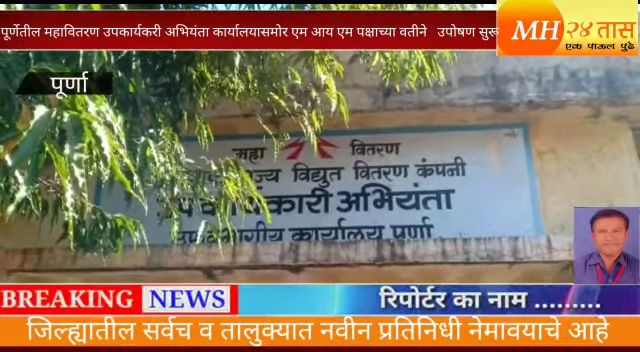 पूर्णेतील महावितरण उपकार्यकरी अभियंता कार्यालयासमोर एम आय एम पक्षाच्या वतीने उपोषण सुरू
MH २४ तास
एक पाऊल पुढे
पूर्णा
महा वितरण
राज्य विद्युत वितरण कंपनी
अभियंता
उपविभागीय कार्यालय पूर्णा
BREAKING NEWS रिपोर्टर का नाम .........
जिल्ह्यातील सर्वच व तालुक्यात नवीन प्रतिनिधी नेमावयाचे आहे